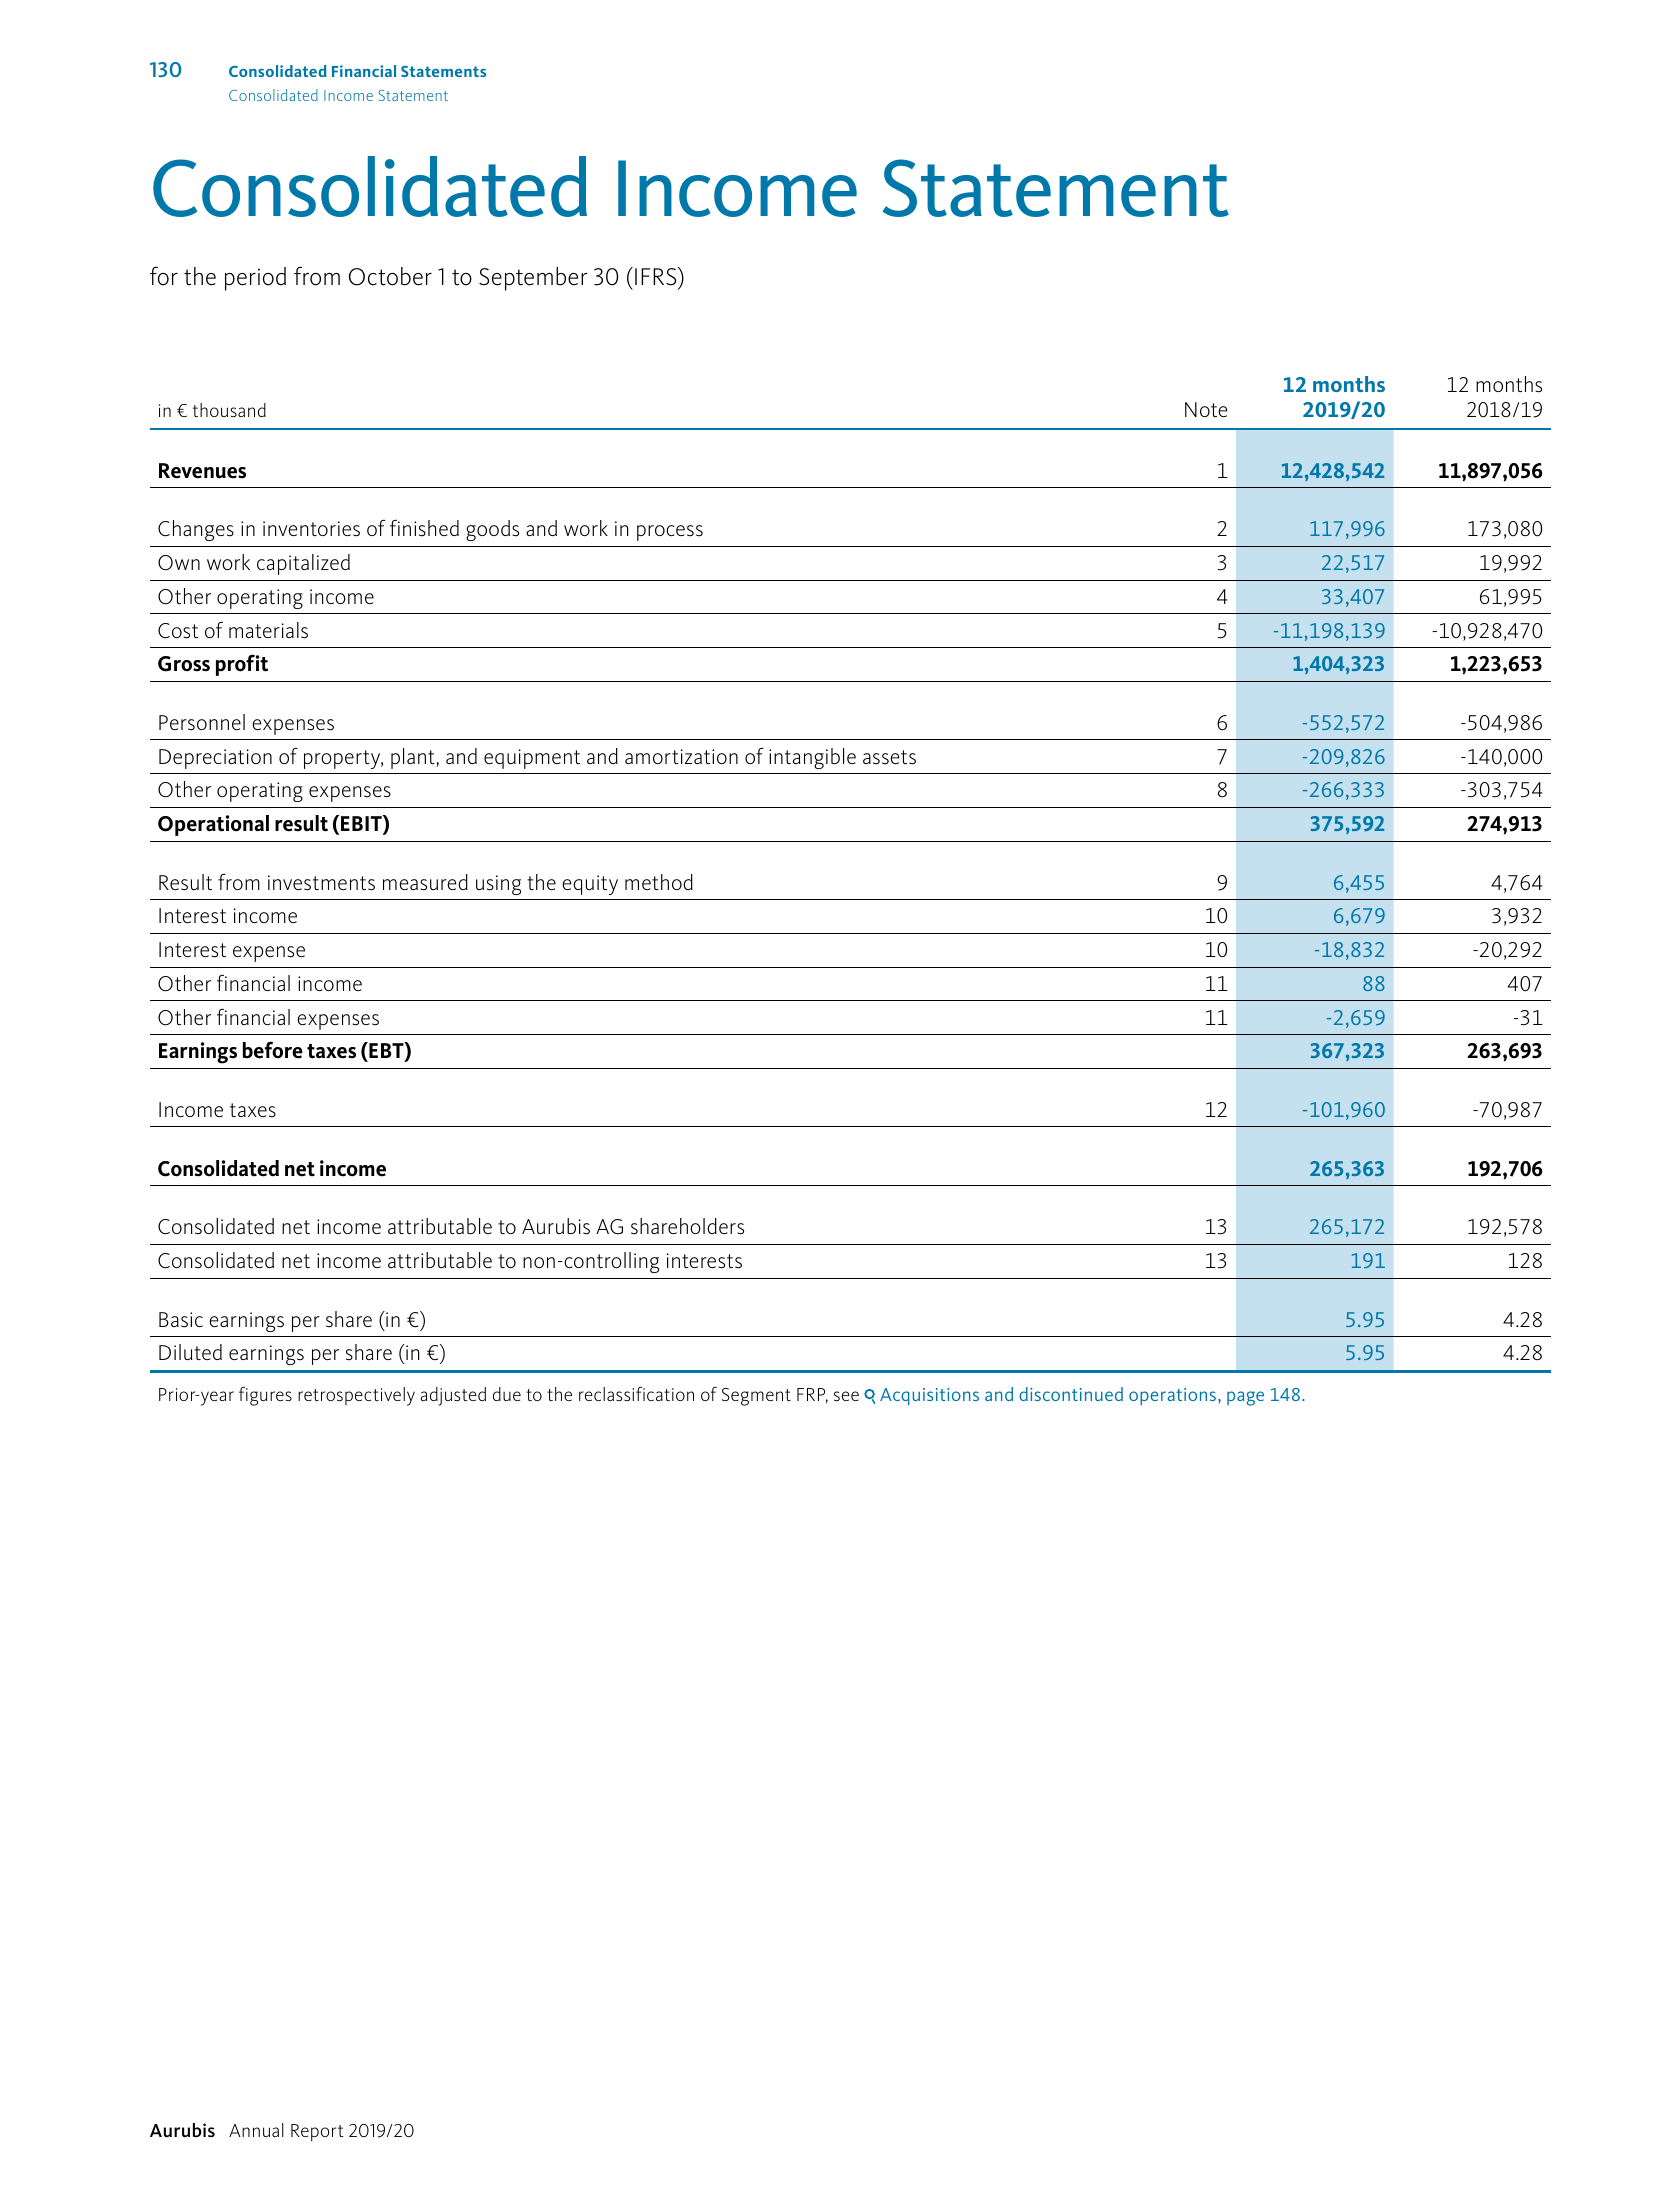 130 Consolidated Financial Statements
Consolidated Income Statement
Consolidated Income Statement
for the period from October 1 to September 30 (IFRS)
in € thousand Note 12 months 2019/20 12 months 2018/19
Revenues 1 12,428,542 11,897,056
Changes in inventories of finished goods and work in process 2 117,996 173,080
Own work capitalized 3 22,517 19,992
Other operating income 4 33,407 61,995
Cost of materials 5 -11,198,139 -10,928,470
Gross profit 1,404,323 1,223,653
Personnel expenses 6 -552,572 -504,986
Depreciation of property, plant, and equipment and amortization of intangible assets 7 -209,826 -140,000
Other operating expenses 8 -266,333 -303,754
Operational result (EBIT) 375,592 274,913
Result from investments measured using the equity method 9 6,455 4,764
Interest income 10 6,679 3,932
Interest expense 10 -18,832 -20,292
Other financial income 11 88 407
Other financial expenses 11 -2,659 -31
Earnings before taxes (EBT) 367,323 263,693
Income taxes 12 -101,960 -70,987
Consolidated net income 265,363 192,706
Consolidated net income attributable to Aurubis AG shareholders 13 265,172 192,578
Consolidated net income attributable to non-controlling interests 13 191 128
Basic earnings per share (in €) 5.95 4.28
Diluted earnings per share (in €) 5.95 4.28
Prior-year figures retrospectively adjusted due to the reclassification of Segment FRP, see Acquisitions and discontinued operations, page 148.
Aurubis Annual Report 2019/20